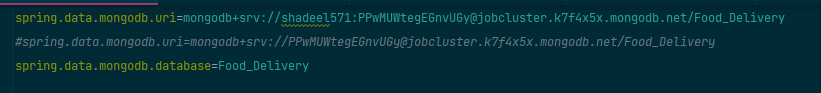 spring.data.mongodb.uri=mongodb+srv://shadeel571:PPwMUWtegEGnvUGy@jobcluster.k7f4x5x.mongodb.net/Food_Delivery
#spring.data.mongodb.uri=mongodb+srv://PPwMUWtegEGnvUGy@jobcluster.k7f4x5x.mongodb.net/Food_Delivery
spring.data.mongodb.database=Food_Delivery